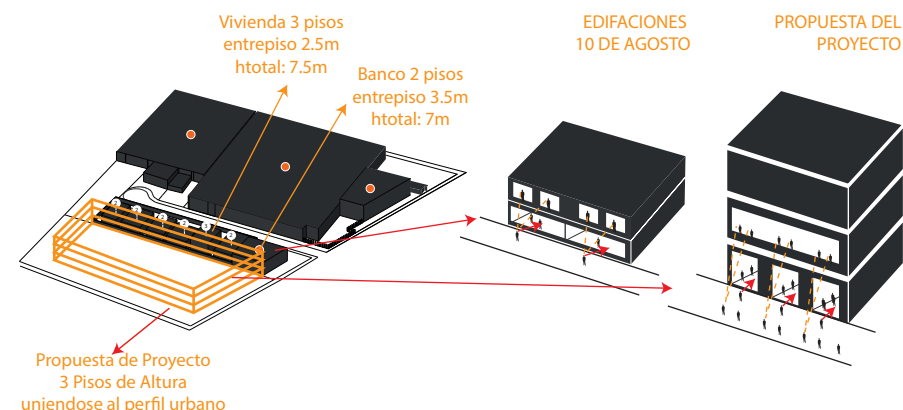 Vivienda 3 pisos
entrepiso 2.5m
htotal: 7.5m
Banco 2 pisos
entrepiso 3.5m
htotal: 7m
EDIFACIONES
10 DE AGOSTO
PROPUESTA DEL
PROYECTO
Propuesta de Proyecto
3 Pisos de Altura
uniendose al perfil urbano